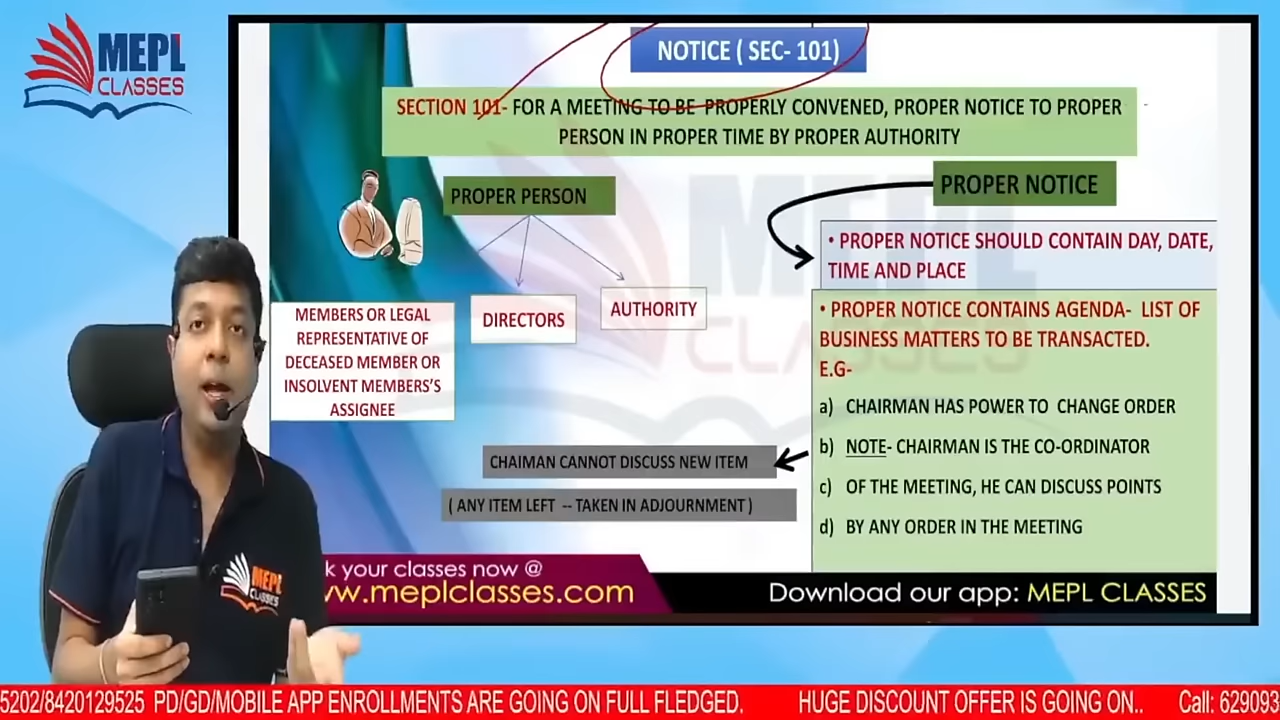 MEPL
CLASSES
NOTICE ( SEC- 101)
SECTION 101- FOR A MEETING TO BE PROPERLY CONVENED, PROPER NOTICE TO PROPER
PERSON IN PROPER TIME BY PROPER AUTHORITY
PROPER PERSON
MEMBERS OR LEGAL
REPRESENTATIVE OF
DECEASED MEMBER OR
INSOLVENT MEMBERS'S
ASSIGNEE
DIRECTORS
AUTHORITY
PROPER NOTICE
• PROPER NOTICE SHOULD CONTAIN DAY, DATE,
TIME AND PLACE
• PROPER NOTICE CONTAINS AGENDA- LIST OF
BUSINESS MATTERS TO BE TRANSACTED.
E.G-
a) CHAIRMAN HAS POWER TO CHANGE ORDER
b) NOTE- CHAIRMAN IS THE CO-ORDINATOR
c) OF THE MEETING, HE CAN DISCUSS POINTS
d) BY ANY ORDER IN THE MEETING
CHAIMAN CANNOT DISCUSS NEW ITEM
( ANY ITEM LEFT -- TAKEN IN ADJOURNMENT )
MEPL
CLASSES
MEPL
CLASSES
k your classes now @
ww.meplclasses.com
Download our app: MEPL CLASSES
5202/8420129525 PD/GD/MOBILE APP ENROLLMENTS ARE GOING ON FULL FLEDGED. HUGE DISCOUNT OFFER IS GOING ON.. Call: 629093